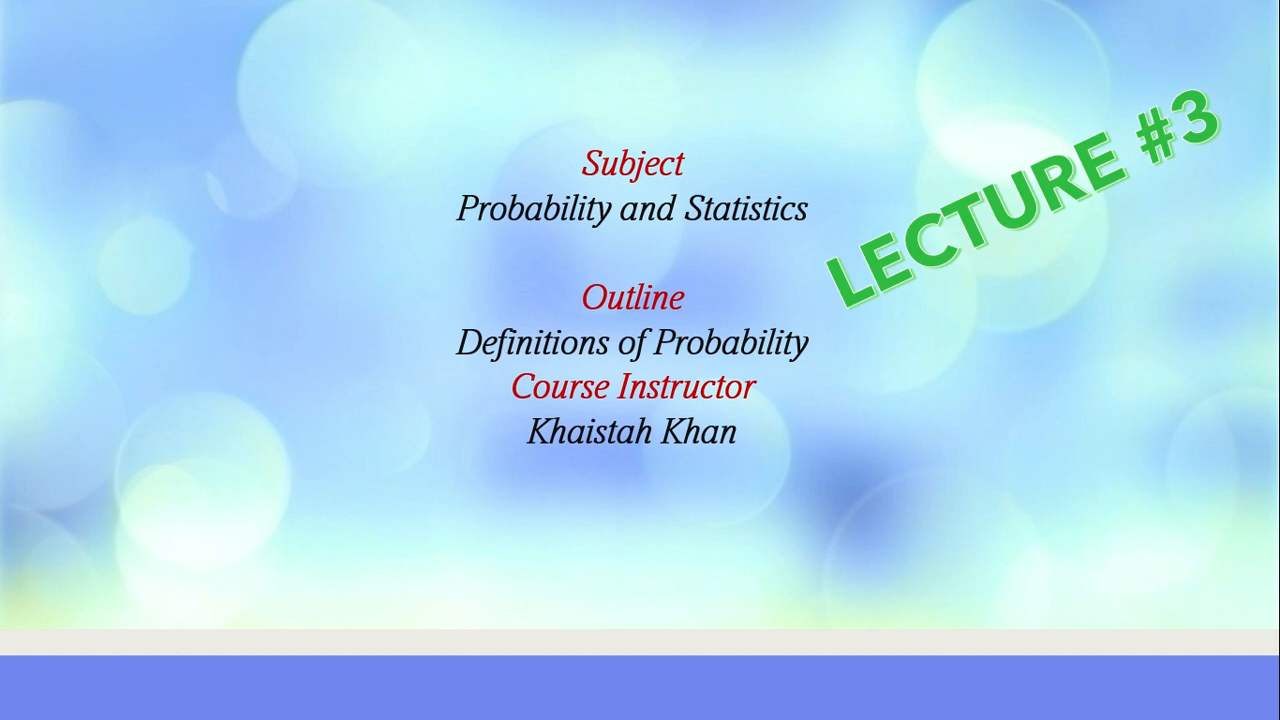 Subject
Probability and Statistics
Outline
Definitions of Probability
Course Instructor
Khaistah Khan
LECTURE #3